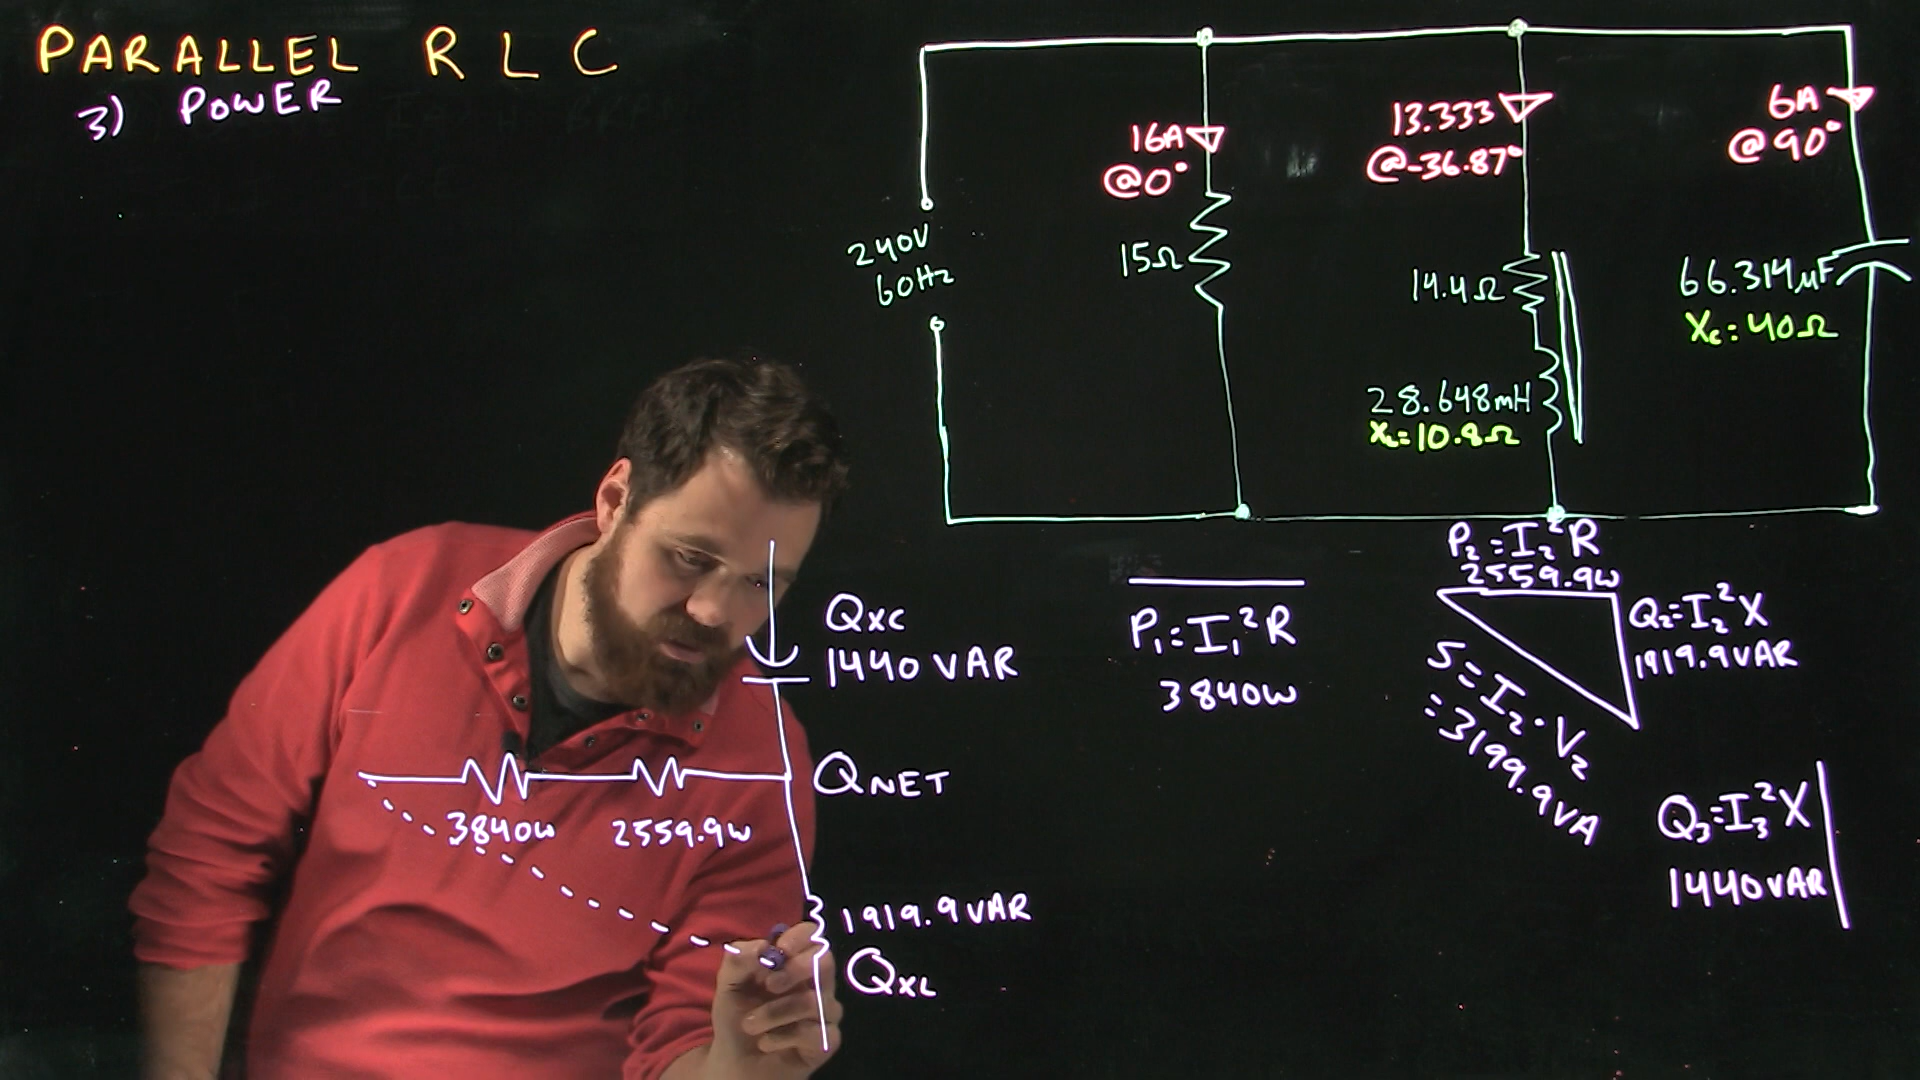 PARALLEL R L C
3) POWER
240V
60Hz
16A
@0°
15Ω
13.333
@-36.87°
14.4Ω
28.648mH
XL=10.8Ω
6A
@90°
66.314µF
Xc:40Ω
QXC
1440 VAR
QNET
3840W
2559.9W
1919.9VAR
QXL
P₁=I₁²R
3840W
P₂=I₂²R
2559.9W
Q₂=I₂²X
1919.9VAR
S=I₂·V₂
=3199.9VA
Q₃=I₃²X
1440VAR